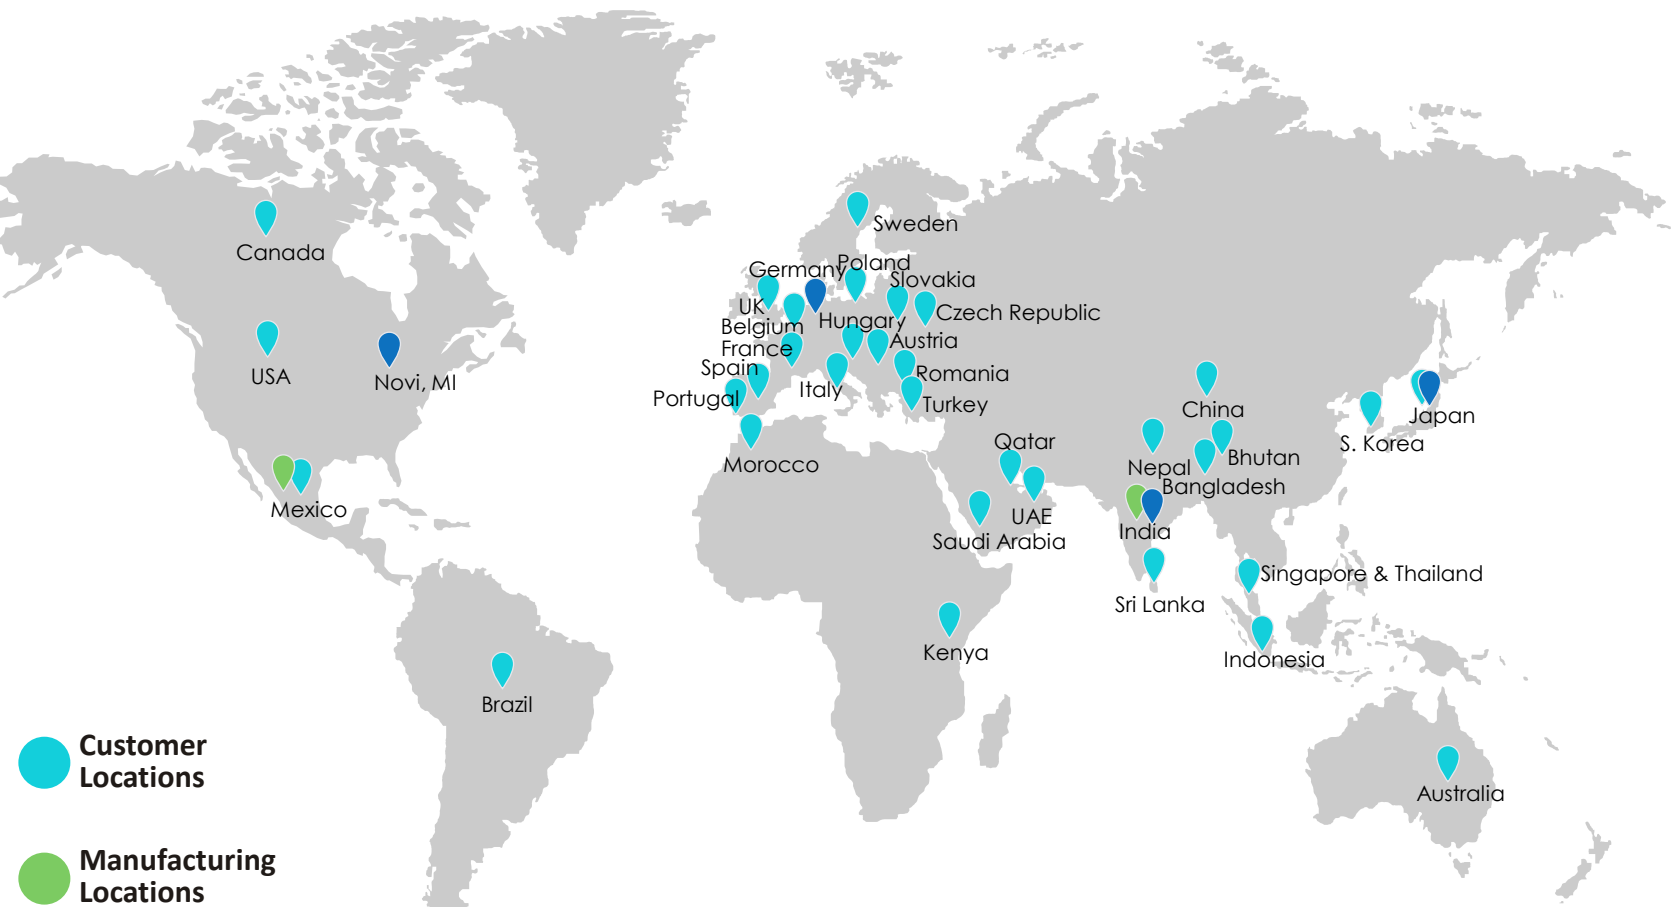 Sweden
Canada
Germany
Poland
Slovakia
UK
Czech Republic
Belgium
Hungary
Austria
France
Spain
USA
Novi, MI
Italy
Romania
Portugal
Turkey
China
Japan
Qatar
S. Korea
Morocco
Nepal
Bhutan
Bangladesh
Mexico
UAE
India
Saudi Arabia
Singapore & Thailand
Sri Lanka
Kenya
Indonesia
Brazil
Australia
Customer
Locations
Manufacturing
Locations